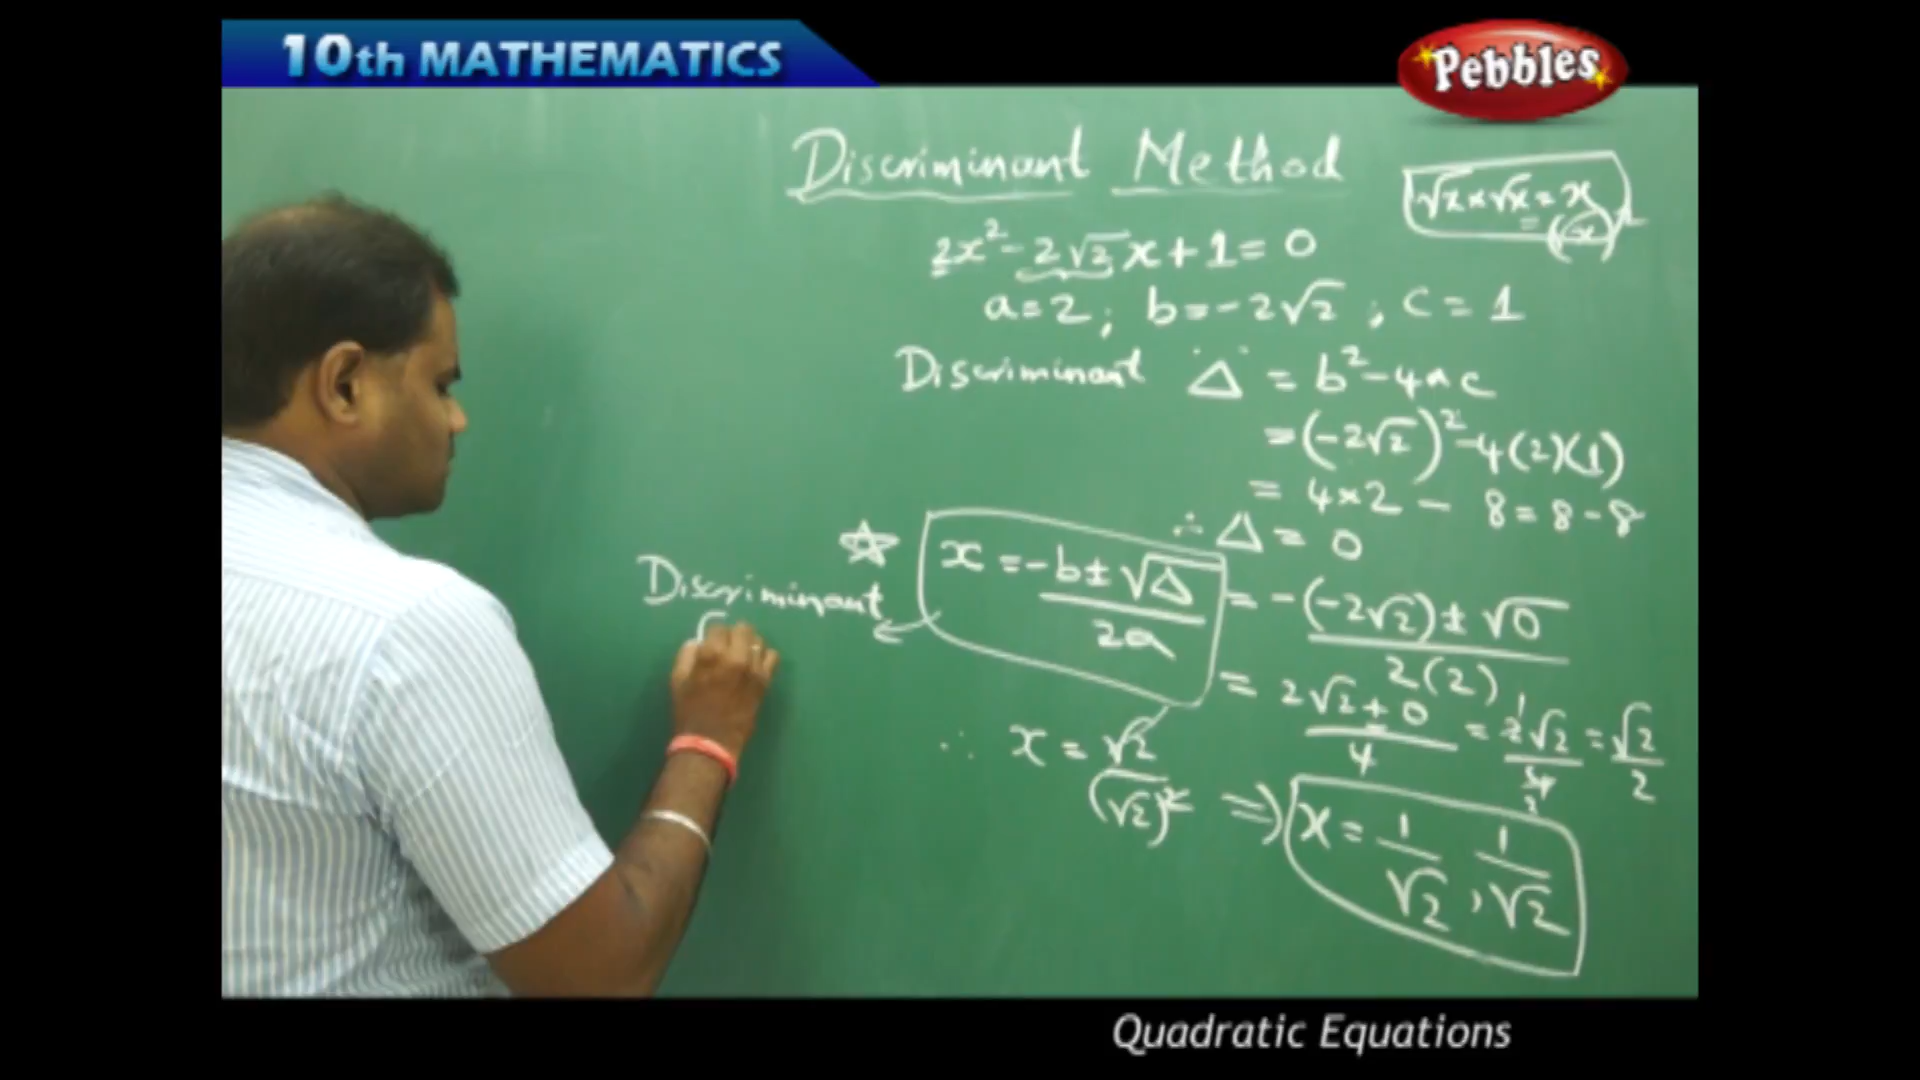 10th MATHEMATICS
Pebbles
Discriminant Method
√x × √x = x
= (√x)²
2x² - 2√2 x + 1 = 0
a = 2 ; b = -2√2 ; c = 1
Discriminant Δ = b² - 4ac
= (-2√2)² - 4(2)(1)
= 4×2 - 8 = 8 - 8
∴ Δ = 0
x = -b ± √Δ / 2a = -(-2√2) ± √0 / 2(2)
Discriminant
= 2√2 ± 0 / 4 = 2√2 / 4 = √2 / 2
∴ x = √2 / (√2)² ⇒ x = 1/√2 , 1/√2
Quadratic Equations